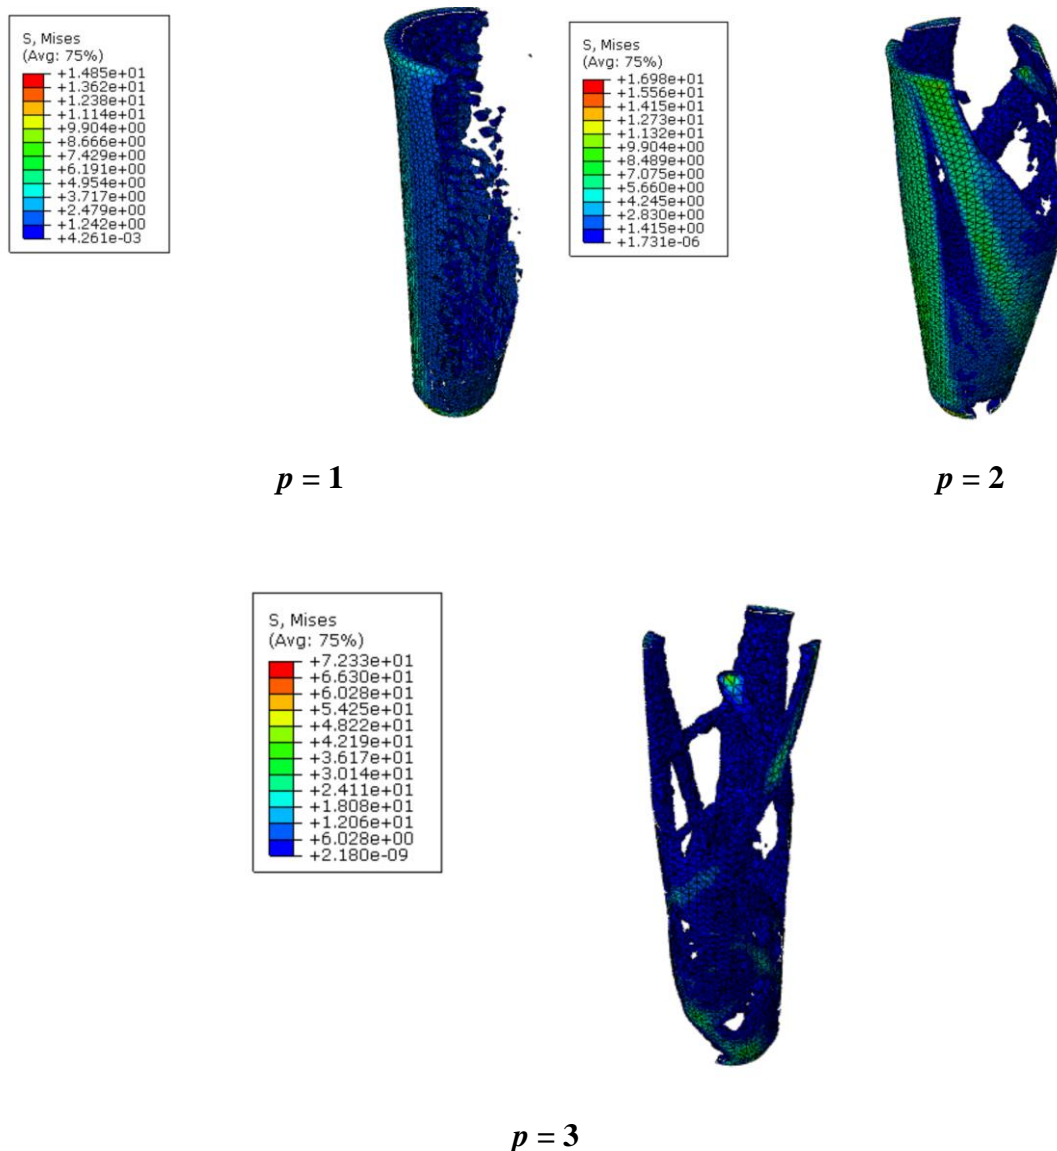 S, Mises
(Avg: 75%)
+1.485e+01
+1.362e+01
+1.238e+01
+1.114e+01
+9.904e+00
+8.666e+00
+7.429e+00
+6.191e+00
+4.954e+00
+3.717e+00
+2.479e+00
+1.242e+00
+4.261e-03
S, Mises
(Avg: 75%)
+1.698e+01
+1.556e+01
+1.415e+01
+1.273e+01
+1.132e+01
+9.904e+00
+8.489e+00
+7.075e+00
+5.660e+00
+4.245e+00
+2.830e+00
+1.415e+00
+1.731e-06
p = 1
p = 2
S, Mises
(Avg: 75%)
+7.233e+01
+6.630e+01
+6.028e+01
+5.425e+01
+4.822e+01
+4.219e+01
+3.617e+01
+3.014e+01
+2.411e+01
+1.808e+01
+1.206e+01
+6.028e+00
+2.180e-09
p = 3